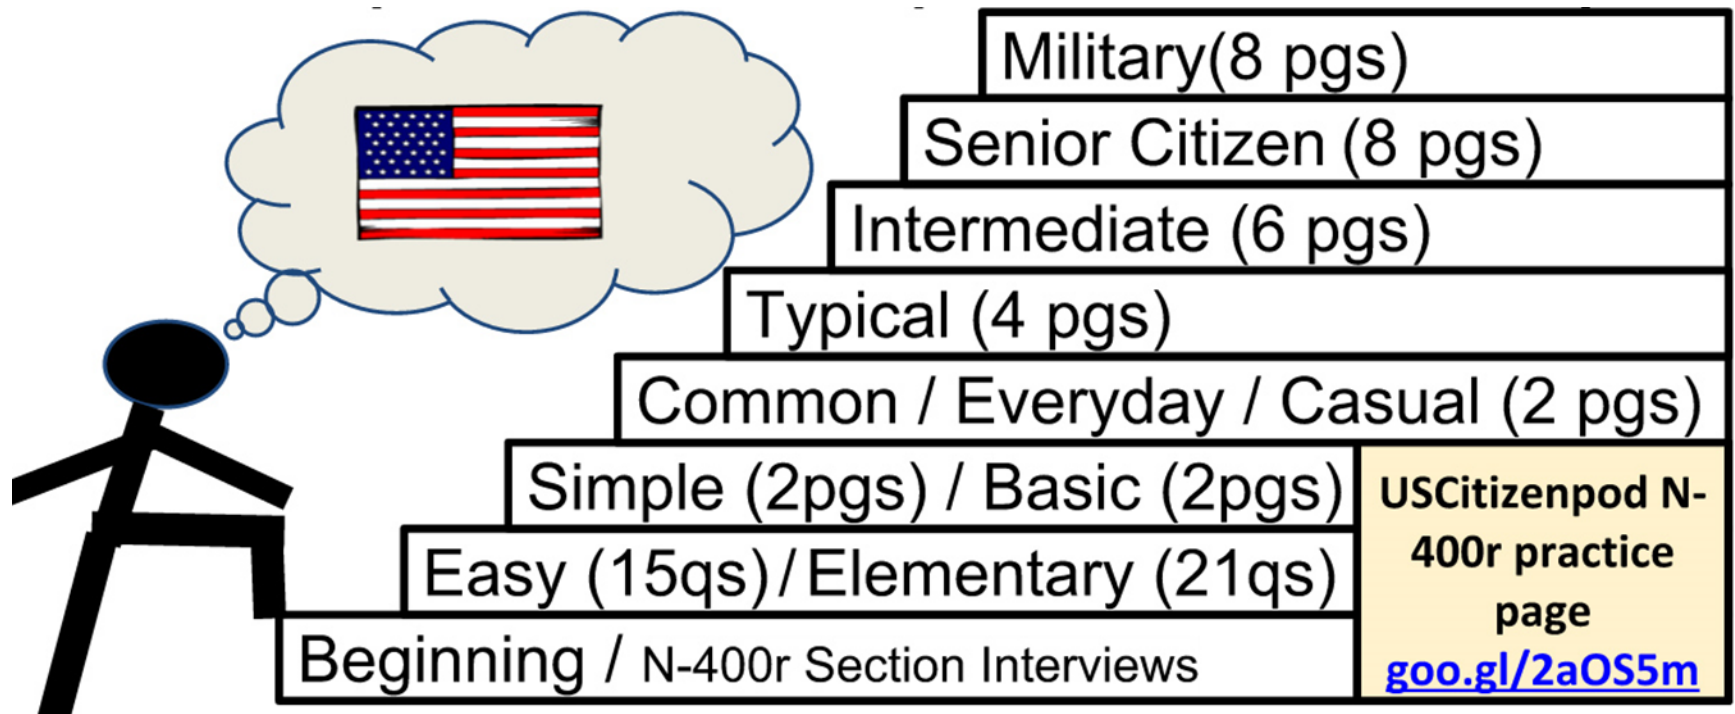 Military(8 pgs)
Senior Citizen (8 pgs)
Intermediate (6 pgs)
Typical (4 pgs)
Common / Everyday / Casual (2 pgs)
Simple (2pgs) / Basic (2pgs)
Easy (15qs) / Elementary (21qs)
Beginning / N-400r Section Interviews
USCitizenpod N-
400r practice
page
goo.gl/2aOS5m